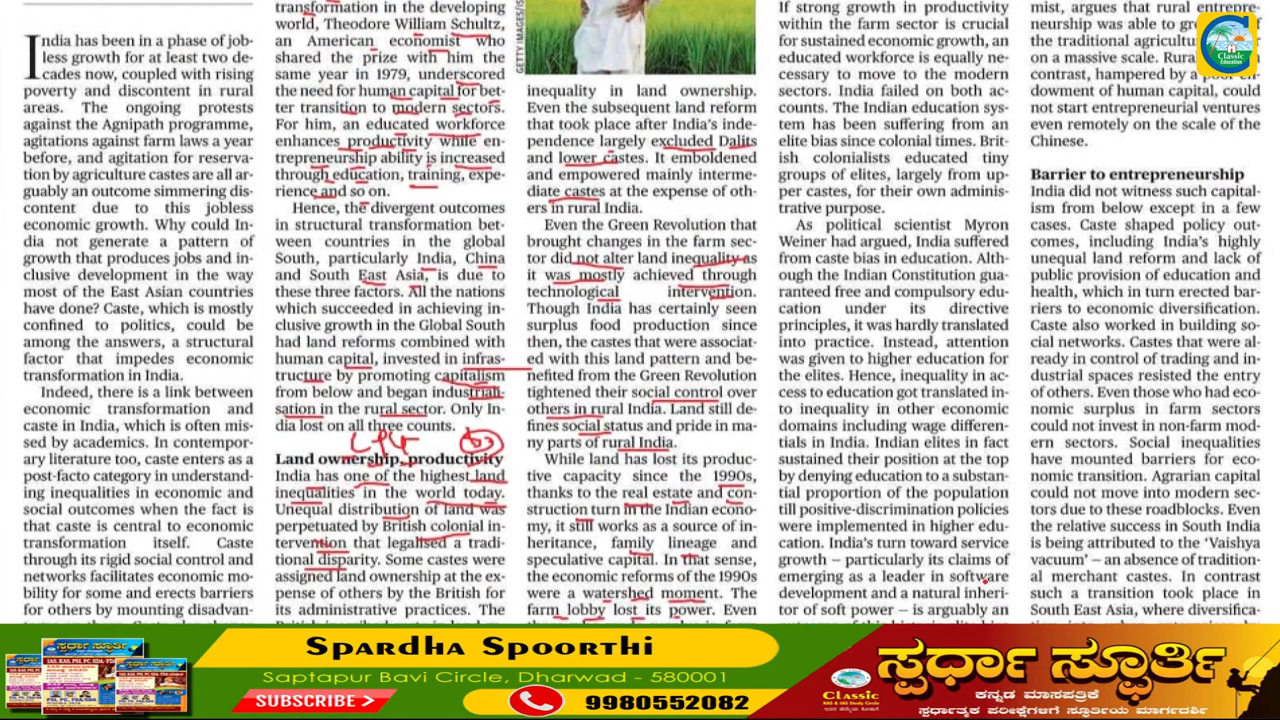 India has been in a phase of job-
less growth for at least two de-
cades now, coupled with rising
poverty and discontent in rural
areas. The ongoing protests
against the Agnipath programme,
agitations against farm laws a year
before, and agitation for reserva-
tion by agriculture castes are all ar-
guably an outcome simmering dis-
content due to this jobless
economic growth. Why could In-
dia not generate a pattern of
growth that produces jobs and in-
clusive development in the way
most of the East Asian countries
have done? Caste, which is mostly
confined to politics, could be
among the answers, a structural
factor that impedes economic
transformation in India.
Indeed, there is a link between
economic transformation and
caste in India, which is often mis-
sed by academics. In contempor-
ary literature too, caste enters as a
post-facto category in understand-
ing inequalities in economic and
social outcomes when the fact is
that caste is central to economic
transformation itself. Caste
through its rigid social control and
networks facilitates economic mo-
bility for some and erects barriers
for others by mounting disadvan-
transformation in the developing
world, Theodore William Schultz,
an American economist who
shared the prize with him the
same year in 1979, underscored
the need for human capital for bet-
ter transition to modern sectors.
For him, an educated workforce
enhances productivity while en-
trepreneurship ability is increased
through education, training, expe-
rience and so on.
Hence, the divergent outcomes
in structural transformation bet-
ween countries in the global
South, particularly India, China
and South East Asia, is due to
these three factors. All the nations
which succeeded in achieving in-
clusive growth in the Global South
had land reforms combined with
human capital, invested in infras-
tructure by promoting capitalism
from below and began industriali-
sation in the rural sector. Only In-
dia lost on all three counts.
Land ownership, productivity
India has one of the highest land
inequalities in the world today.
Unequal distribution of land was
perpetuated by British colonial in-
tervention that legalised a tradi-
tional disparity. Some castes were
assigned land ownership at the ex-
pense of others by the British for
its administrative practices. The
GETTY IMAGES/IS
inequality in land ownership.
Even the subsequent land reform
that took place after India's inde-
pendence largely excluded Dalits
and lower castes. It emboldened
and empowered mainly interme-
diate castes at the expense of oth-
ers in rural India.
Even the Green Revolution that
brought changes in the farm sec-
tor did not alter land inequality as
it was mostly achieved through
technological intervention.
Though India has certainly seen
surplus food production since
then, the castes that were associat-
ed with this land pattern and be-
nefited from the Green Revolution
tightened their social control over
others in rural India. Land still de-
fines social status and pride in ma-
ny parts of rural India.
While land has lost its produc-
tive capacity since the 1990s,
thanks to the real estate and con-
struction turn in the Indian econo-
my, it still works as a source of in-
heritance, family lineage and
speculative capital. In that sense,
the economic reforms of the 1990s
were a watershed moment. The
farm lobby lost its power. Even
If strong growth in productivity
within the farm sector is crucial
for sustained economic growth, an
educated workforce is equally ne-
cessary to move to the modern
sectors. India failed on both ac-
counts. The Indian education sys-
tem has been suffering from an
elite bias since colonial times. Brit-
ish colonialists educated tiny
groups of elites, largely from up-
per castes, for their own adminis-
trative purpose.
As political scientist Myron
Weiner had argued, India suffered
from caste bias in education. Alth-
ough the Indian Constitution gua-
ranteed free and compulsory edu-
cation under its directive
principles, it was hardly translated
into practice. Instead, attention
was given to higher education for
the elites. Hence, inequality in ac-
cess to education got translated in-
to inequality in other economic
domains including wage differen-
tials in India. Indian elites in fact
sustained their position at the top
by denying education to a substan-
tial proportion of the population
till positive-discrimination policies
were implemented in higher edu-
cation. India's turn toward service
growth – particularly its claims of
emerging as a leader in software
development and a natural inheri-
tor of soft power – is arguably an
mist, argues that rural entrepre-
neurship was able to
the traditional
on a massive scale.
contrast, hampered by a
dowment of human capital, could
not start entrepreneurial ventures
even remotely on the scale of the
Chinese.
Barrier to entrepreneurship
India did not witness such capital-
ism from below except in a few
cases. Caste shaped policy out-
comes, including India's highly
unequal land reform and lack of
public provision of education and
health, which in turn erected bar-
riers to economic diversification.
Caste also worked in building so-
cial networks. Castes that were al-
ready in control of trading and in-
dustrial spaces resisted the entry
of others. Even those who had eco-
nomic surplus in farm sectors
could not invest in non-farm mod-
ern sectors. Social inequalities
have mounted barriers for eco-
nomic transition. Agrarian capital
could not move into modern sec-
tors due to these roadblocks. Even
the relative success in South India
is being attributed to the 'Vaishya
vacuum' – an absence of tradition-
al merchant castes. In contrast
such a transition took place in
South East Asia, where diversifica-
Classic
Education
Spardha Spoorthi
Saptapur Bavi Circle, Dharwad - 580001
SUBSCRIBE
9980552082
Classic
ಸ್ಪರ್ಧಾ ಸ್ಫೂರ್ತಿ
ಕನ್ನಡ ಮಾಸಪತ್ರಿಕೆ
ಸ್ಪರ್ಧಾತ್ಮಕ ಪರೀಕ್ಷೆಗಳಿಗೆ ಸ್ಫೂರ್ತಿಯ ಮಾರ್ಗದರ್ಶಿ